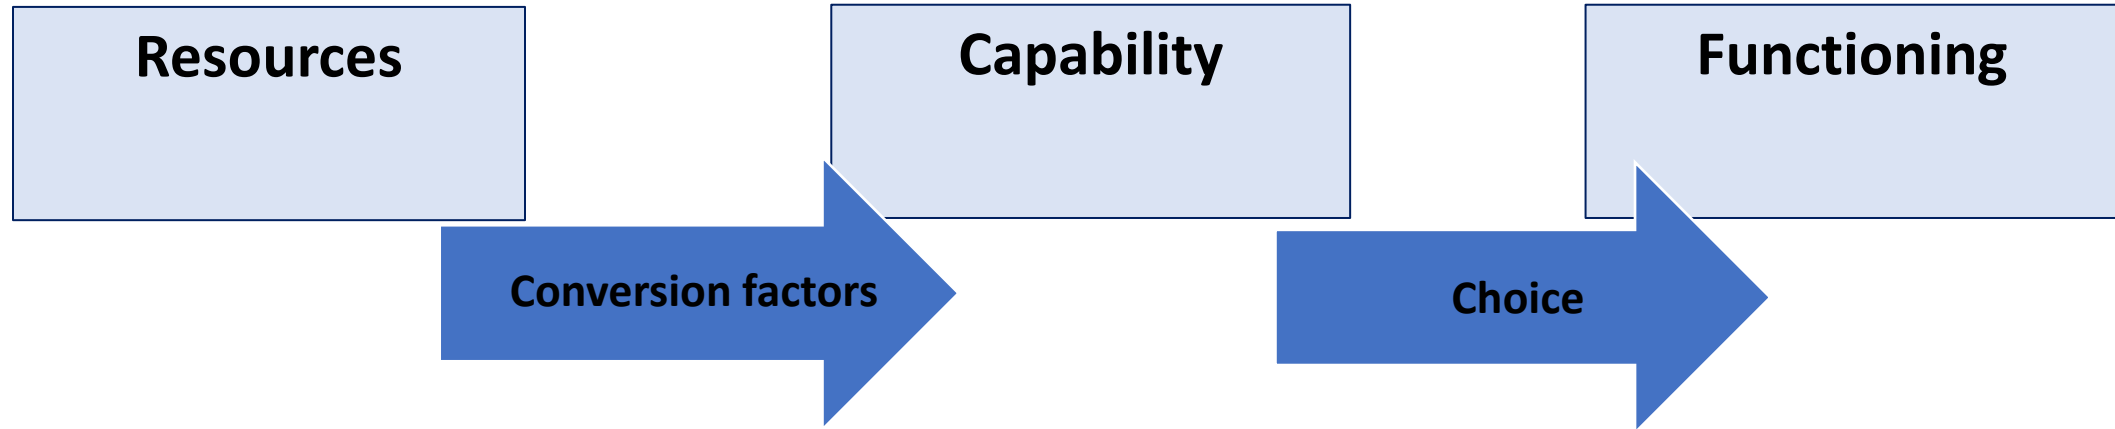 Resources
Capability
Functioning
Conversion factors
Choice